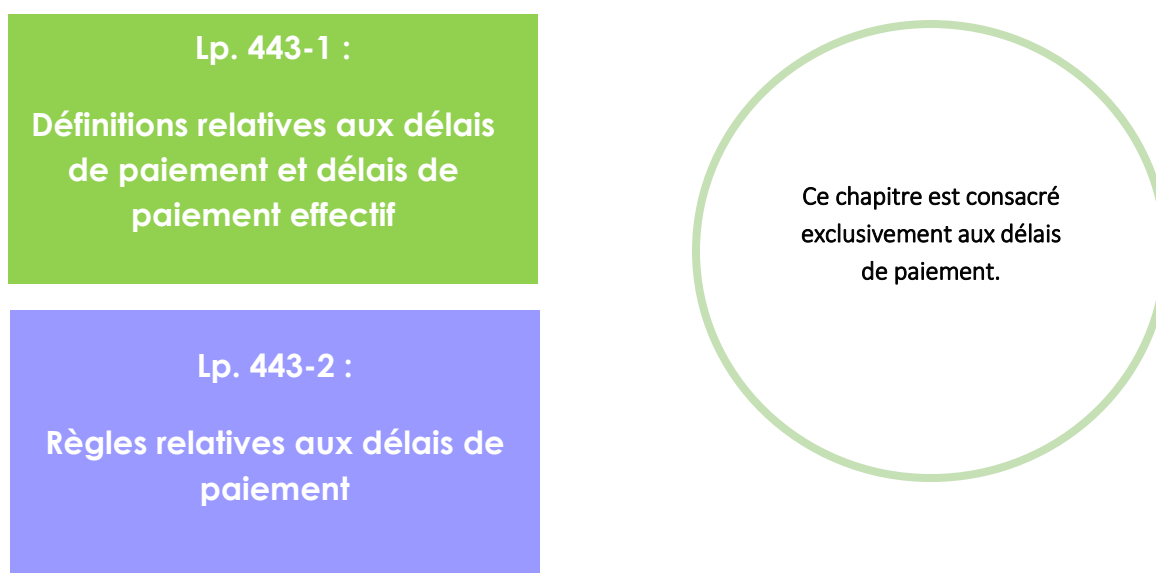 Lp. 443-1 :
Définitions relatives aux délais
de paiement et délais de
paiement effectif
Lp. 443-2 :
Règles relatives aux délais de
paiement
Ce chapitre est consacré
exclusivement aux délais
de paiement.